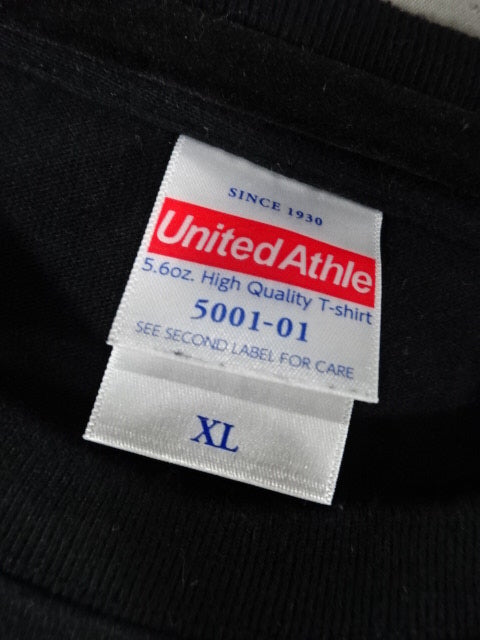 SINCE 1930
United Athle
5.6oz. High Quality T-shirt
5001-01
SEE SECOND LABEL FOR CARE
XL